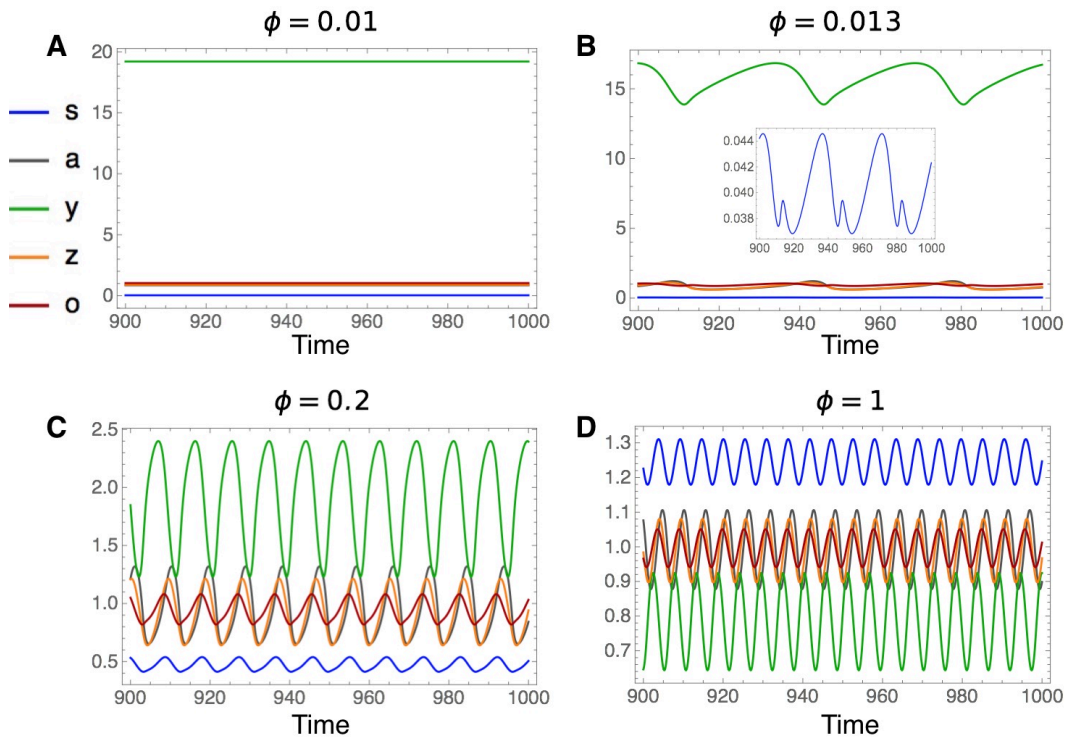 ϕ = 0.01
A
20
15
10
5
0
900 920 940 960 980 1000
Time
s
a
y
z
o
ϕ = 0.013
B
15
10
5
0
0.044
0.042
0.040
0.038
900 920 940 960 980 1000
900 920 940 960 980 1000
Time
ϕ = 0.2
C
2.5
2.0
1.5
1.0
0.5
900 920 940 960 980 1000
Time
ϕ = 1
D
1.3
1.2
1.1
1.0
0.9
0.8
0.7
900 920 940 960 980 1000
Time